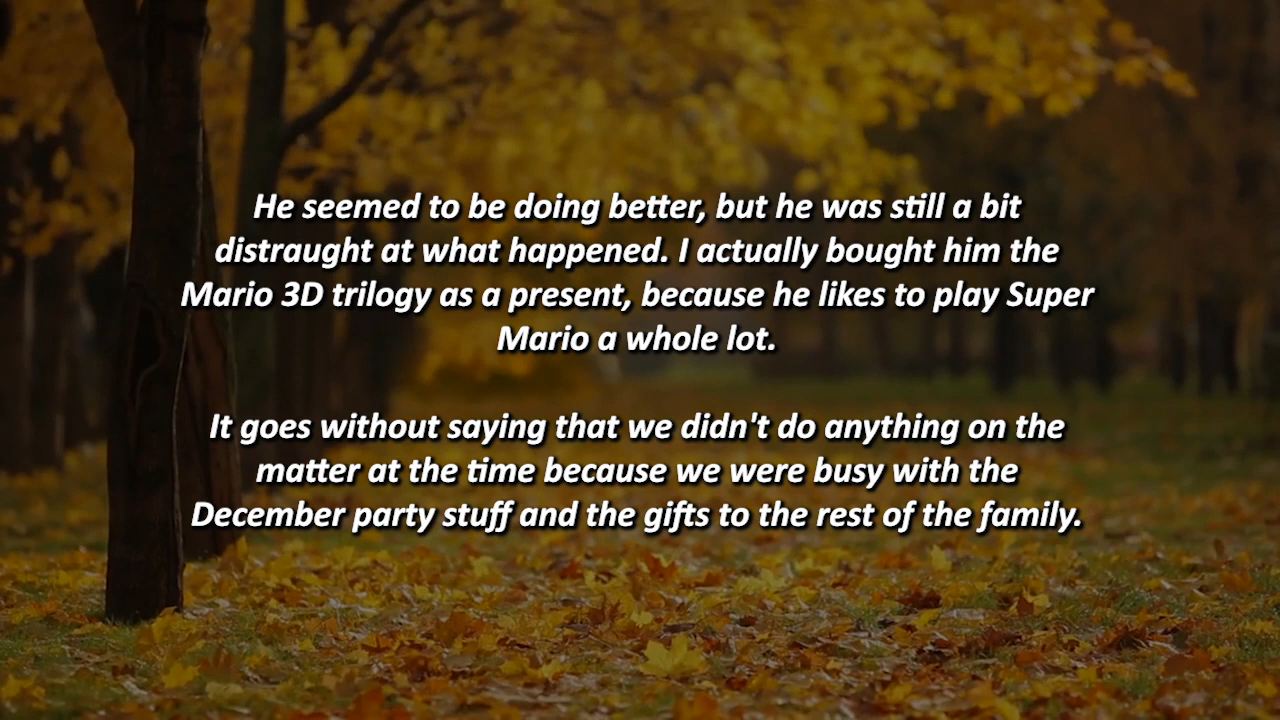 He seemed to be doing better, but he was still a bit
distraught at what happened. I actually bought him the
Mario 3D trilogy as a present, because he likes to play Super
Mario a whole lot.
It goes without saying that we didn't do anything on the
matter at the time because we were busy with the
December party stuff and the gifts to the rest of the family.